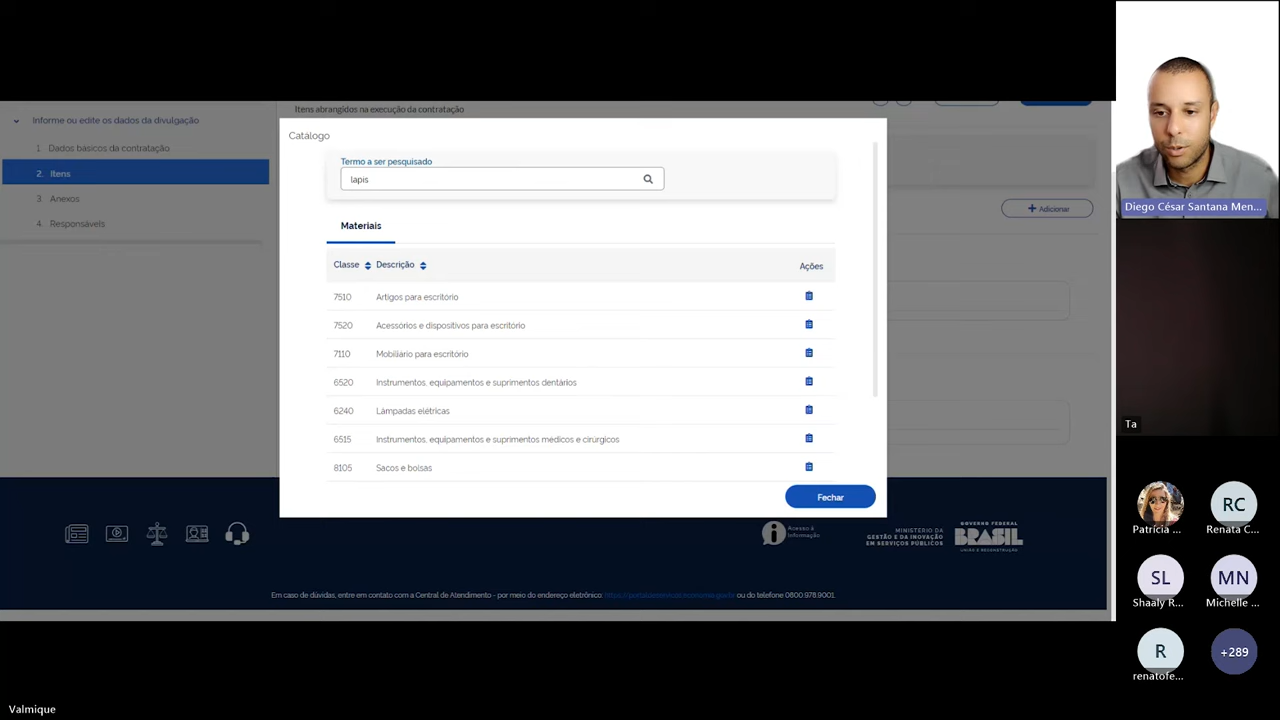 Itens abrangidos na execução da contratação
Informe ou edite os dados da divulgação
1. Dados básicos da contratação
2. Itens
3. Anexos
4. Responsáveis
Catálogo
Termo a ser pesquisado
lapis
Adicionar
Materiais
Classe Descrição Ações
7510 Artigos para escritório
7520 Acessórios e dispositivos para escritório
7110 Mobiliário para escritório
6520 Instrumentos, equipamentos e suprimentos dentários
6240 Lâmpadas elétricas
6515 Instrumentos, equipamentos e suprimentos médicos e cirúrgicos
8105 Sacos e bolsas
Fechar
Acesso à
Informação
MINISTÉRIO DA
GESTÃO E DA INOVAÇÃO
EM SERVIÇOS PÚBLICOS
GOVERNO FEDERAL
BRASIL
UNIÃO E RECONSTRUÇÃO
Em caso de dúvidas, entre em contato com a Central de Atendimento - por meio do endereço eletrônico: ou do telefone 0800.978.9001.
Diego César Santana Men...
Ta
Patrícia ...
RC
Renata C...
SL
Shaaly R...
MN
Michelle ...
R
renatofe...
+289
Valmique